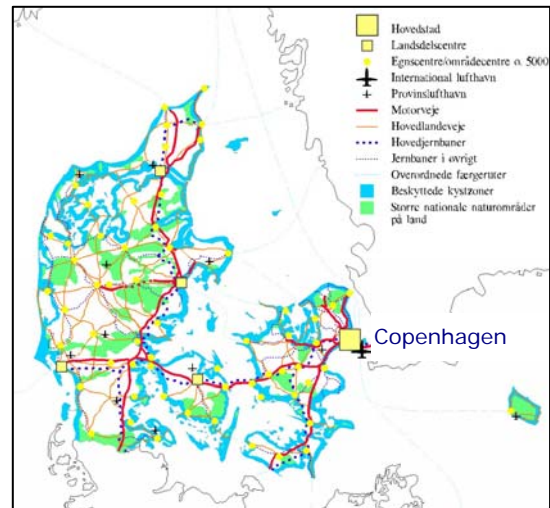 Hovedstad
Landsdelscentre
Egnscentre/områdecentre o. 5000
International lufthavn
Provinslufthavn
Motorveje
Hovedlandeveje
Hovedjernbaner
Jernbaner i øvrigt
Overordnede færgeruter
Beskyttede kystzoner
Større nationale naturområder
på land
Copenhagen